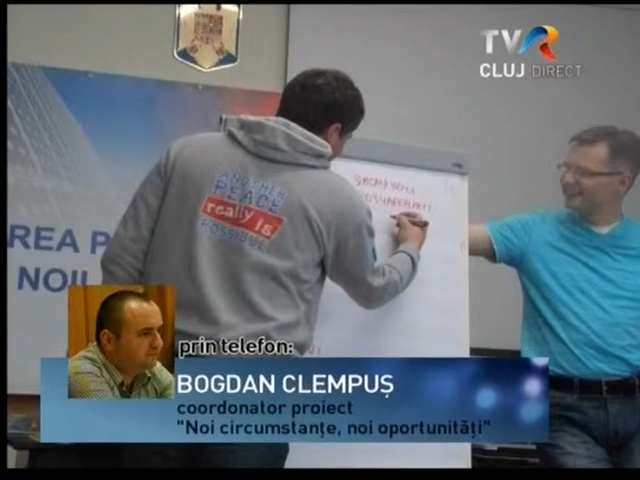 TVR
CLUJ DIRECT
ANOTHER
PEACE
really is
POSSIBLE
REA P
NOIL
prin telefon:
BOGDAN CLEMPUȘ
coordonator proiect
"Noi circumstanțe, noi oportunități"